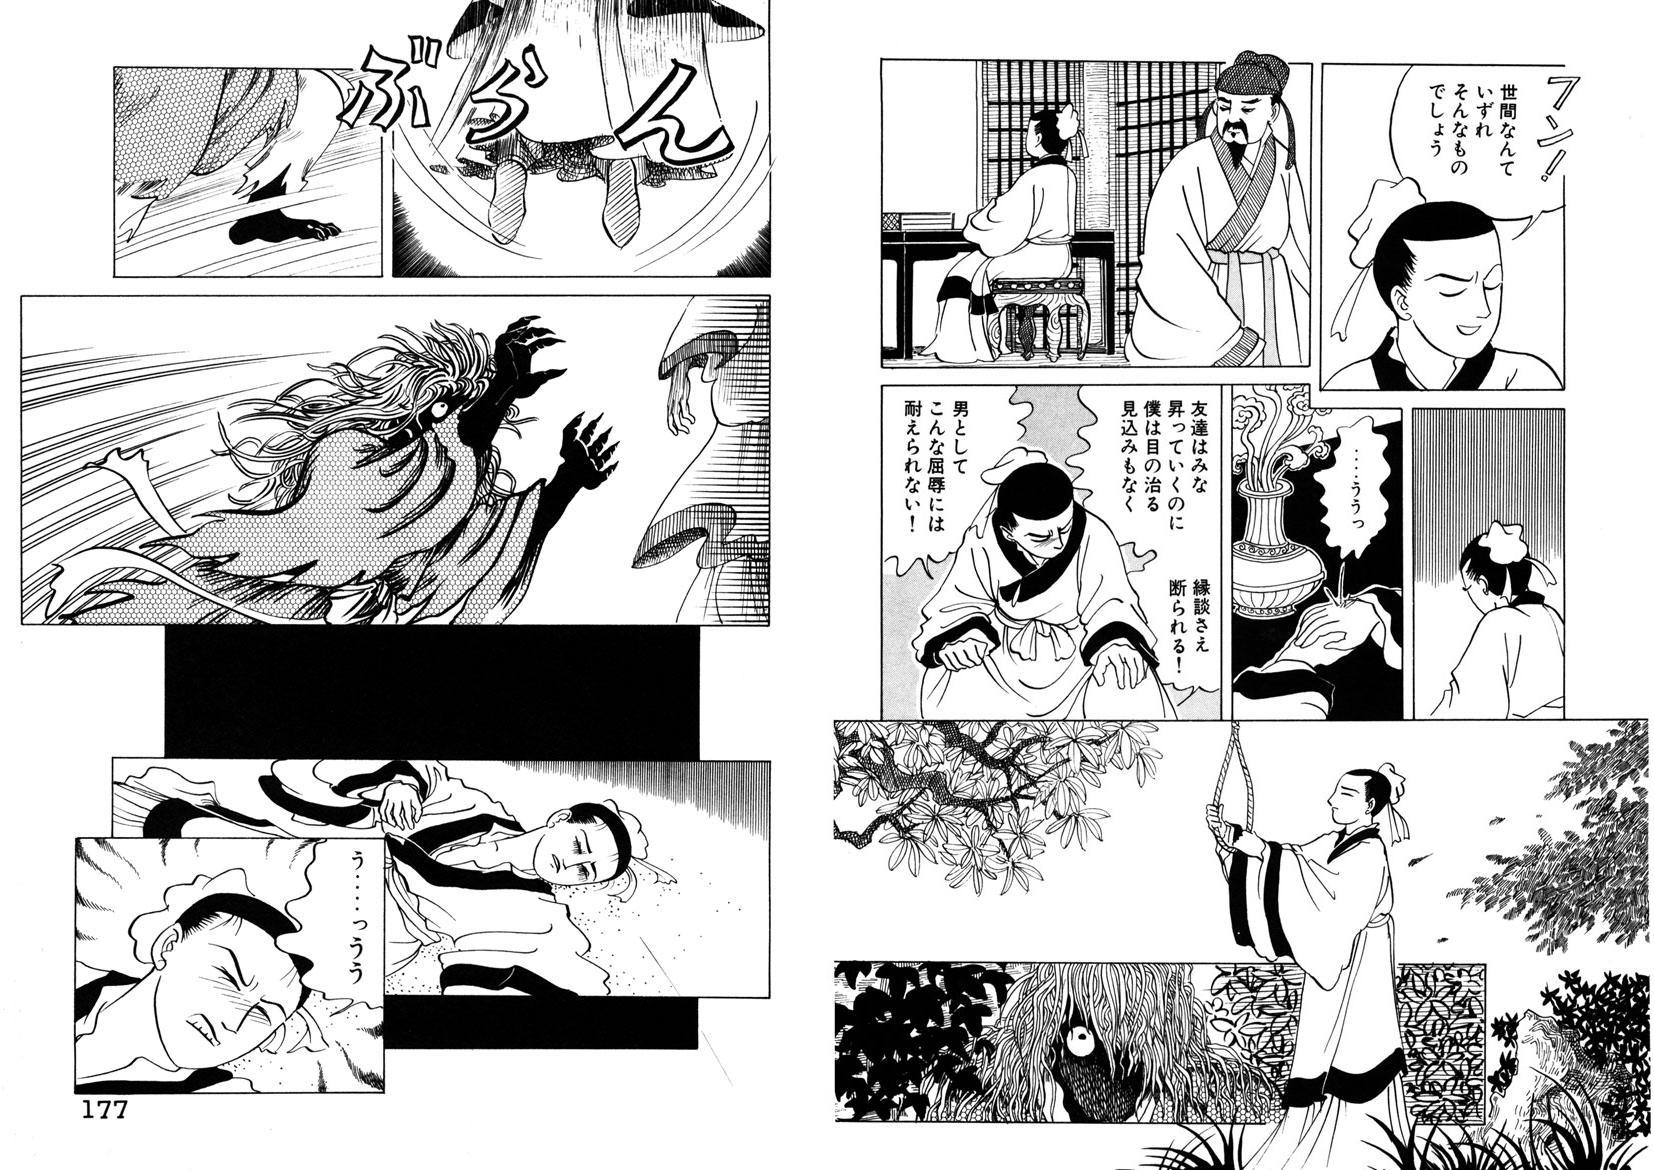 フン！
世間なんて
いずれ
そんなもの
でしょう
‥‥ううっ
友達はみな
昇っていくのに
僕は目の治る
見込みもなく
縁談さえ
断られる！
男として
こんな屈辱には
耐えられない！
ぶらん
う‥‥っうう
177